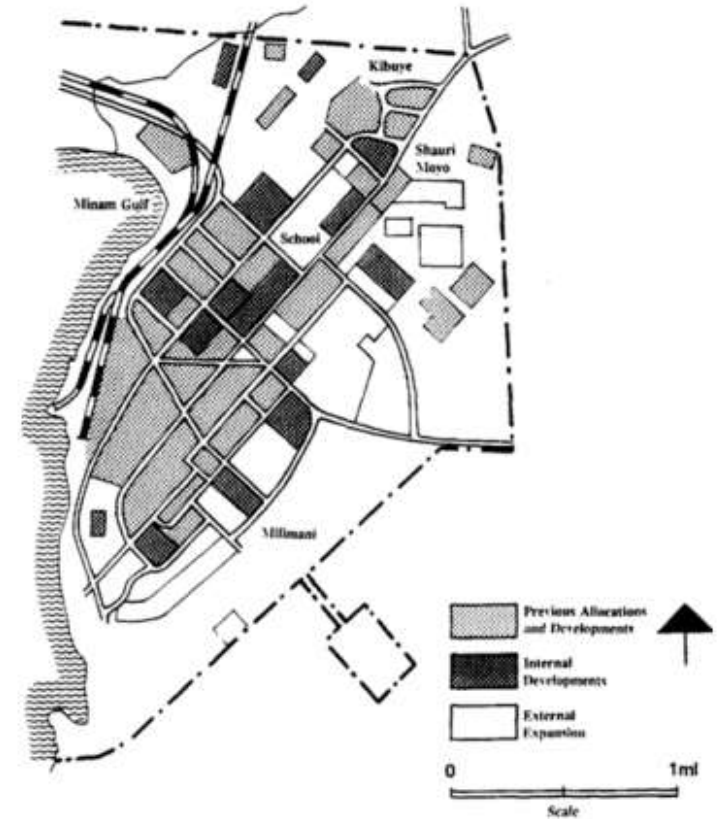 Kibuye
Shauri
Moyo
Minam Gulf
School
Milimani
Previous Allocations
and Developments
Internal
Developments
External
Expansion
0 1ml
Scale